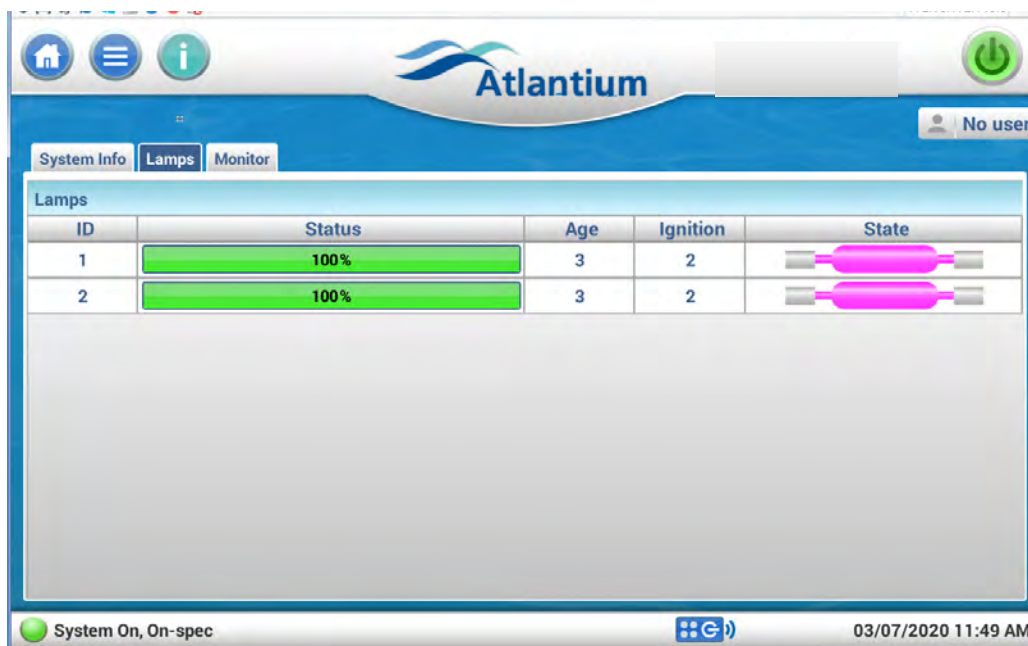 Atlantium
No user
System Info Lamps Monitor
Lamps
ID Status Age Ignition State
1 100% 3 2
2 100% 3 2
System On, On-spec 03/07/2020 11:49 AM